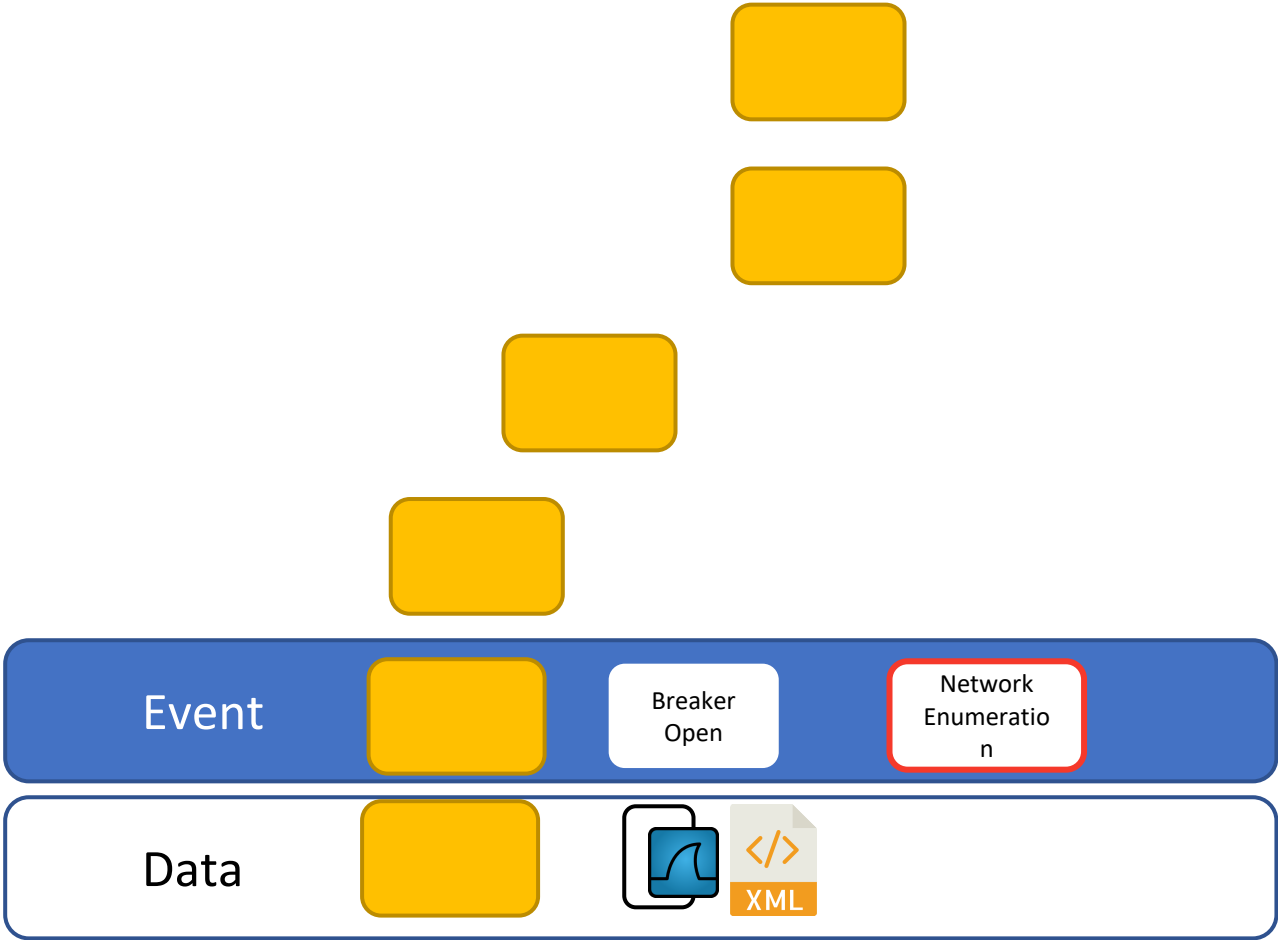 Event
Breaker
Open
Network
Enumeratio
n
Data
XML